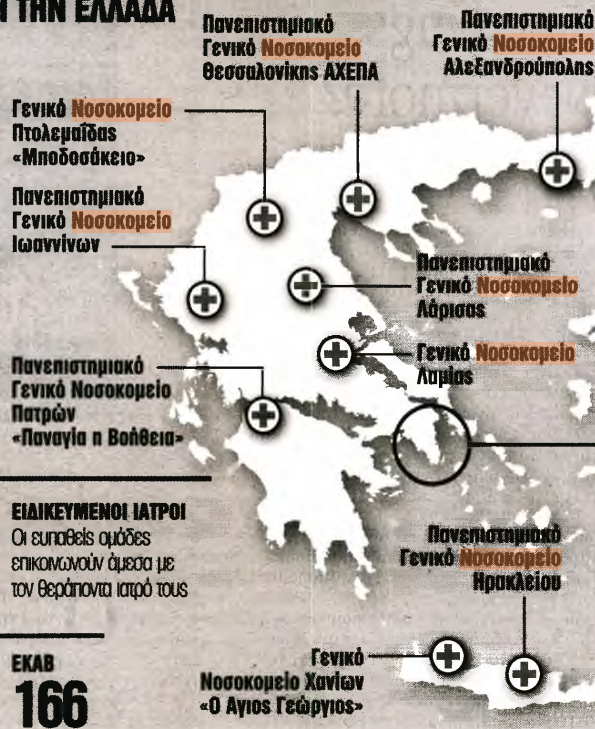 ΤΗΝ ΕΛΛΑΔΑ
Πανεπιστημιακό
Γενικό Νοσοκομείο
Θεσσαλονίκης ΑΧΕΠΑ
Πανεπιστημιακό
Γενικό Νοσοκομείο
Αλεξανδρούπολης
Γενικό Νοσοκομείο
Πτολεμαΐδας
«Μποδοσάκειο»
Πανεπιστημιακό
Γενικό Νοσοκομείο
Ιωαννίνων
Πανεπιστημιακό
Γενικό Νοσοκομείο
Λάρισας
Γενικό Νοσοκομείο
Λαμίας
Πανεπιστημιακό
Γενικό Νοσοκομείο
Πατρών
«Παναγία η Βοήθεια»
ΕΙΔΙΚΕΥΜΕΝΟΙ ΙΑΤΡΟΙ
Οι ευπαθείς ομάδες
επικοινωνούν άμεσα με
τον θεράποντα ιατρό τους
Πανεπιστημιακό
Γενικό Νοσοκομείο
Ηρακλείου
ΕΚΑΒ
166
Γενικό
Νοσοκομείο Χανίων
«Ο Άγιος Γεώργιος»